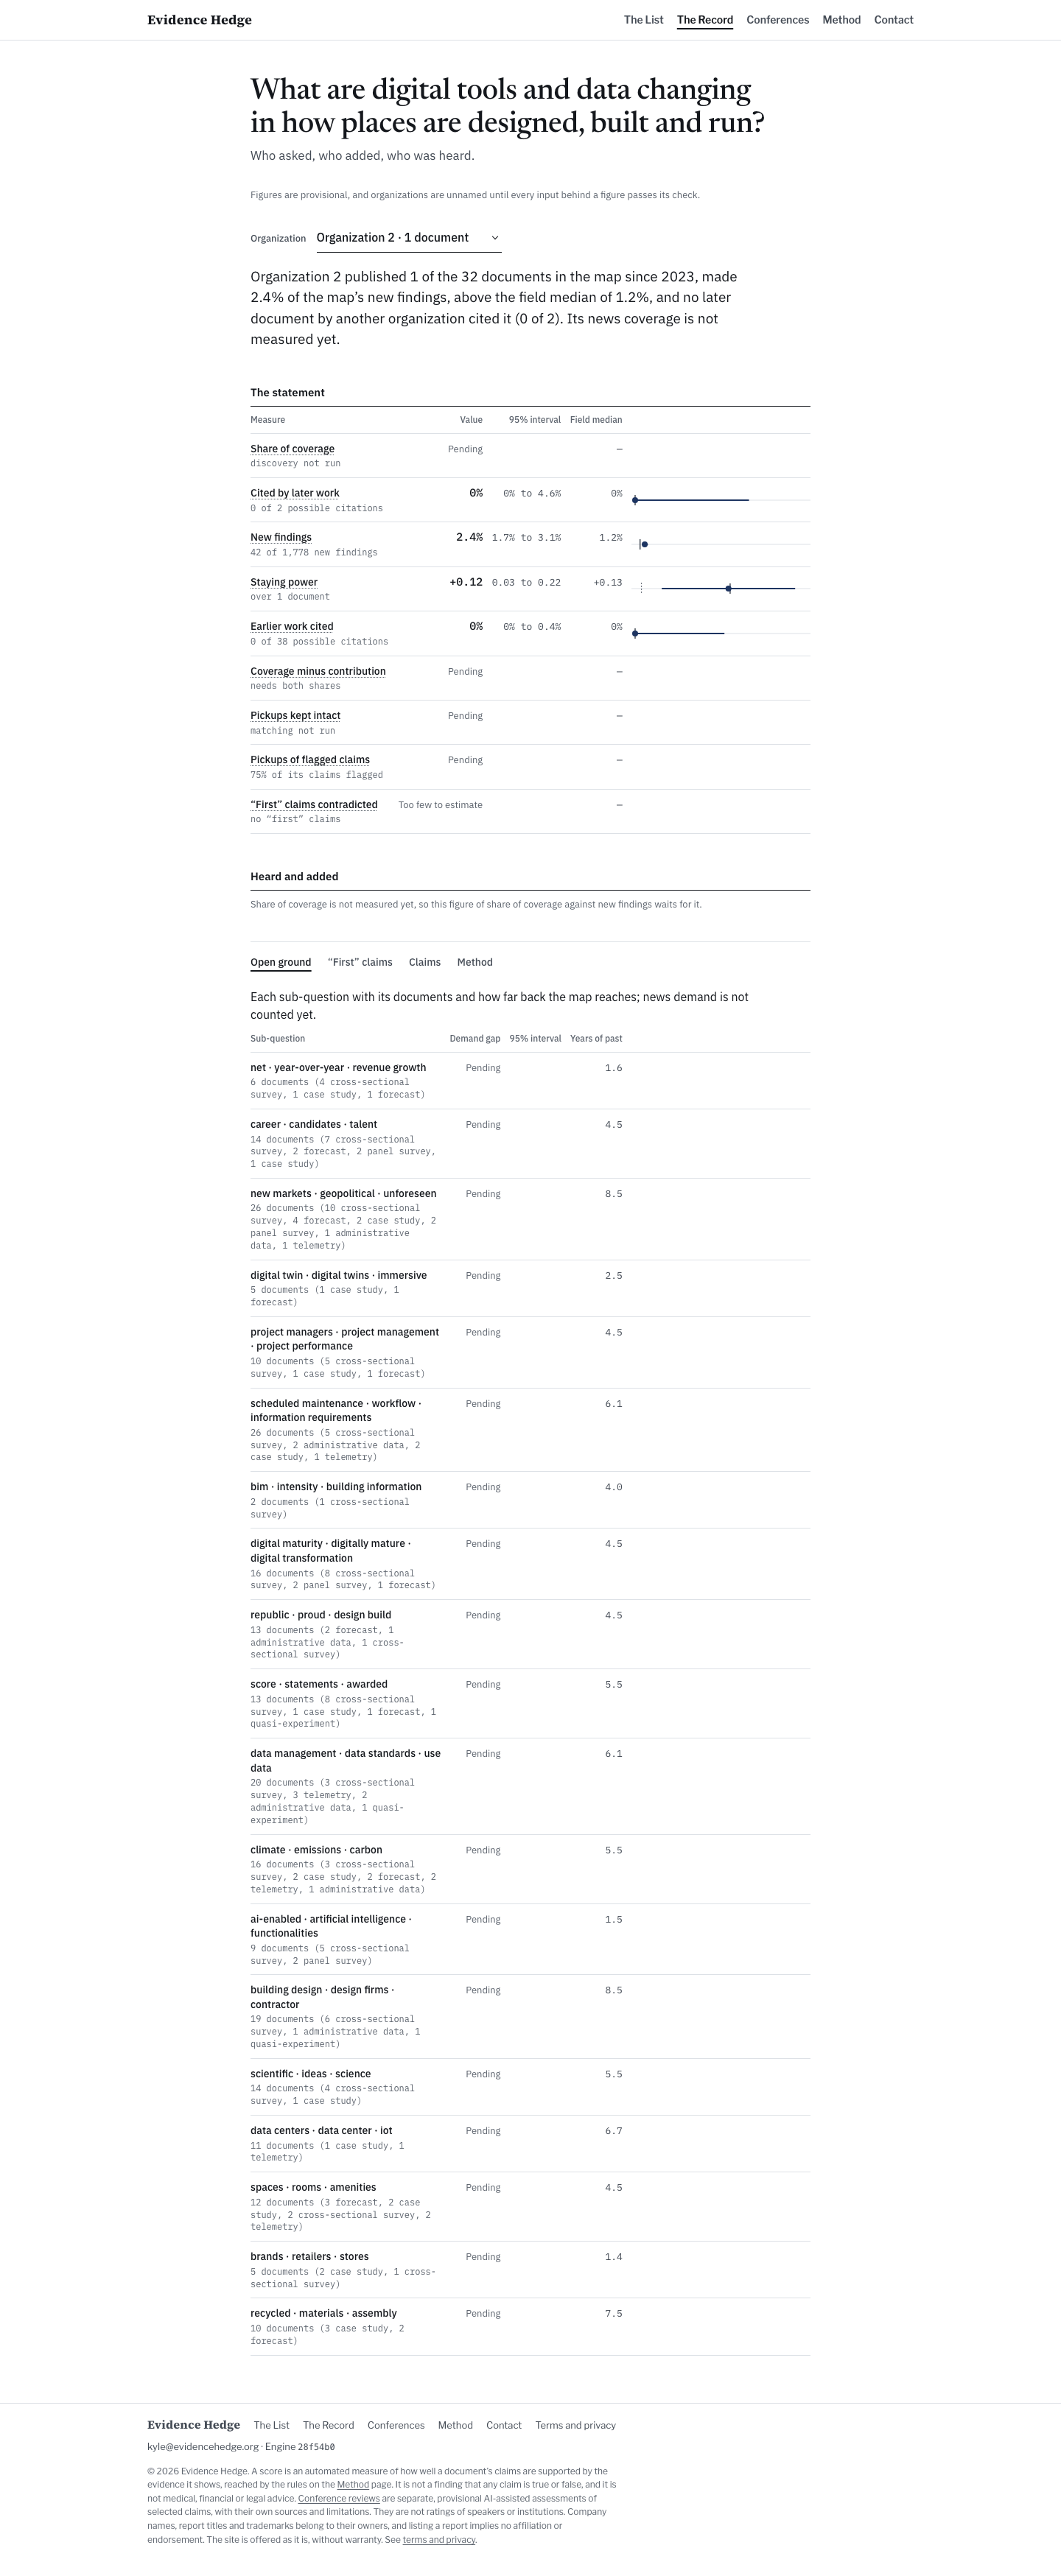 Evidence Hedge
The List The Record Conferences Method Contact
What are digital tools and data changing
in how places are designed, built and run?
Who asked, who added, who was heard.
Figures are provisional, and organizations are unnamed until every input behind a figure passes its check.
Organization Organization 2 · 1 document
Organization 2 published 1 of the 32 documents in the map since 2023, made
2.4% of the map’s new findings, above the field median of 1.2%, and no later
document by another organization cited it (0 of 2). Its news coverage is not
measured yet.
The statement
Measure Value 95% interval Field median
Share of coverage Pending –
discovery not run
Cited by later work 0% 0% to 4.6% 0%
0 of 2 possible citations
New findings 2.4% 1.7% to 3.1% 1.2%
42 of 1,778 new findings
Staying power +0.12 0.03 to 0.22 +0.13
over 1 document
Earlier work cited 0% 0% to 0.4% 0%
0 of 38 possible citations
Coverage minus contribution Pending –
needs both shares
Pickups kept intact Pending –
matching not run
Pickups of flagged claims Pending –
75% of its claims flagged
“First” claims contradicted Too few to estimate –
no “first” claims
Heard and added
Share of coverage is not measured yet, so this figure of share of coverage against new findings waits for it.
Open ground “First” claims Claims Method
Each sub-question with its documents and how far back the map reaches; news demand is not
counted yet.
Sub-question Demand gap 95% interval Years of past
net · year-over-year · revenue growth Pending 1.6
6 documents (4 cross-sectional
survey, 1 case study, 1 forecast)
career · candidates · talent Pending 4.5
14 documents (7 cross-sectional
survey, 2 forecast, 2 panel survey,
1 case study)
new markets · geopolitical · unforeseen Pending 8.5
26 documents (10 cross-sectional
survey, 4 forecast, 2 case study, 2
panel survey, 1 administrative
data, 1 telemetry)
digital twin · digital twins · immersive Pending 2.5
5 documents (1 case study, 1
forecast)
project managers · project management Pending 4.5
· project performance
10 documents (5 cross-sectional
survey, 1 case study, 1 forecast)
scheduled maintenance · workflow · Pending 6.1
information requirements
26 documents (5 cross-sectional
survey, 2 administrative data, 2
case study, 1 telemetry)
bim · intensity · building information Pending 4.0
2 documents (1 cross-sectional
survey)
digital maturity · digitally mature · Pending 4.5
digital transformation
16 documents (8 cross-sectional
survey, 2 panel survey, 1 forecast)
republic · proud · design build Pending 4.5
13 documents (2 forecast, 1
administrative data, 1 cross-
sectional survey)
score · statements · awarded Pending 5.5
13 documents (8 cross-sectional
survey, 1 case study, 1 forecast, 1
quasi-experiment)
data management · data standards · use Pending 6.1
data
20 documents (3 cross-sectional
survey, 3 telemetry, 2
administrative data, 1 quasi-
experiment)
climate · emissions · carbon Pending 5.5
16 documents (3 cross-sectional
survey, 2 case study, 2 forecast, 2
telemetry, 1 administrative data)
ai-enabled · artificial intelligence · Pending 1.5
functionalities
9 documents (5 cross-sectional
survey, 2 panel survey)
building design · design firms · Pending 8.5
contractor
19 documents (6 cross-sectional
survey, 1 administrative data, 1
quasi-experiment)
scientific · ideas · science Pending 5.5
14 documents (4 cross-sectional
survey, 1 case study)
data centers · data center · iot Pending 6.7
11 documents (1 case study, 1
telemetry)
spaces · rooms · amenities Pending 4.5
12 documents (3 forecast, 2 case
study, 2 cross-sectional survey, 2
telemetry)
brands · retailers · stores Pending 1.4
5 documents (2 case study, 1 cross-
sectional survey)
recycled · materials · assembly Pending 7.5
10 documents (3 case study, 2
forecast)
Evidence Hedge The List The Record Conferences Method Contact Terms and privacy
kyle@evidencehedge.org · Engine 28f54b0
© 2026 Evidence Hedge. A score is an automated measure of how well a document’s claims are supported by the
evidence it shows, reached by the rules on the Method page. It is not a finding that any claim is true or false, and it is
not medical, financial or legal advice. Conference reviews are separate, provisional AI-assisted assessments of
selected claims, with their own sources and limitations. They are not ratings of speakers or institutions. Company
names, report titles and trademarks belong to their owners, and listing a report implies no affiliation or
endorsement. The site is offered as it is, without warranty. See terms and privacy.